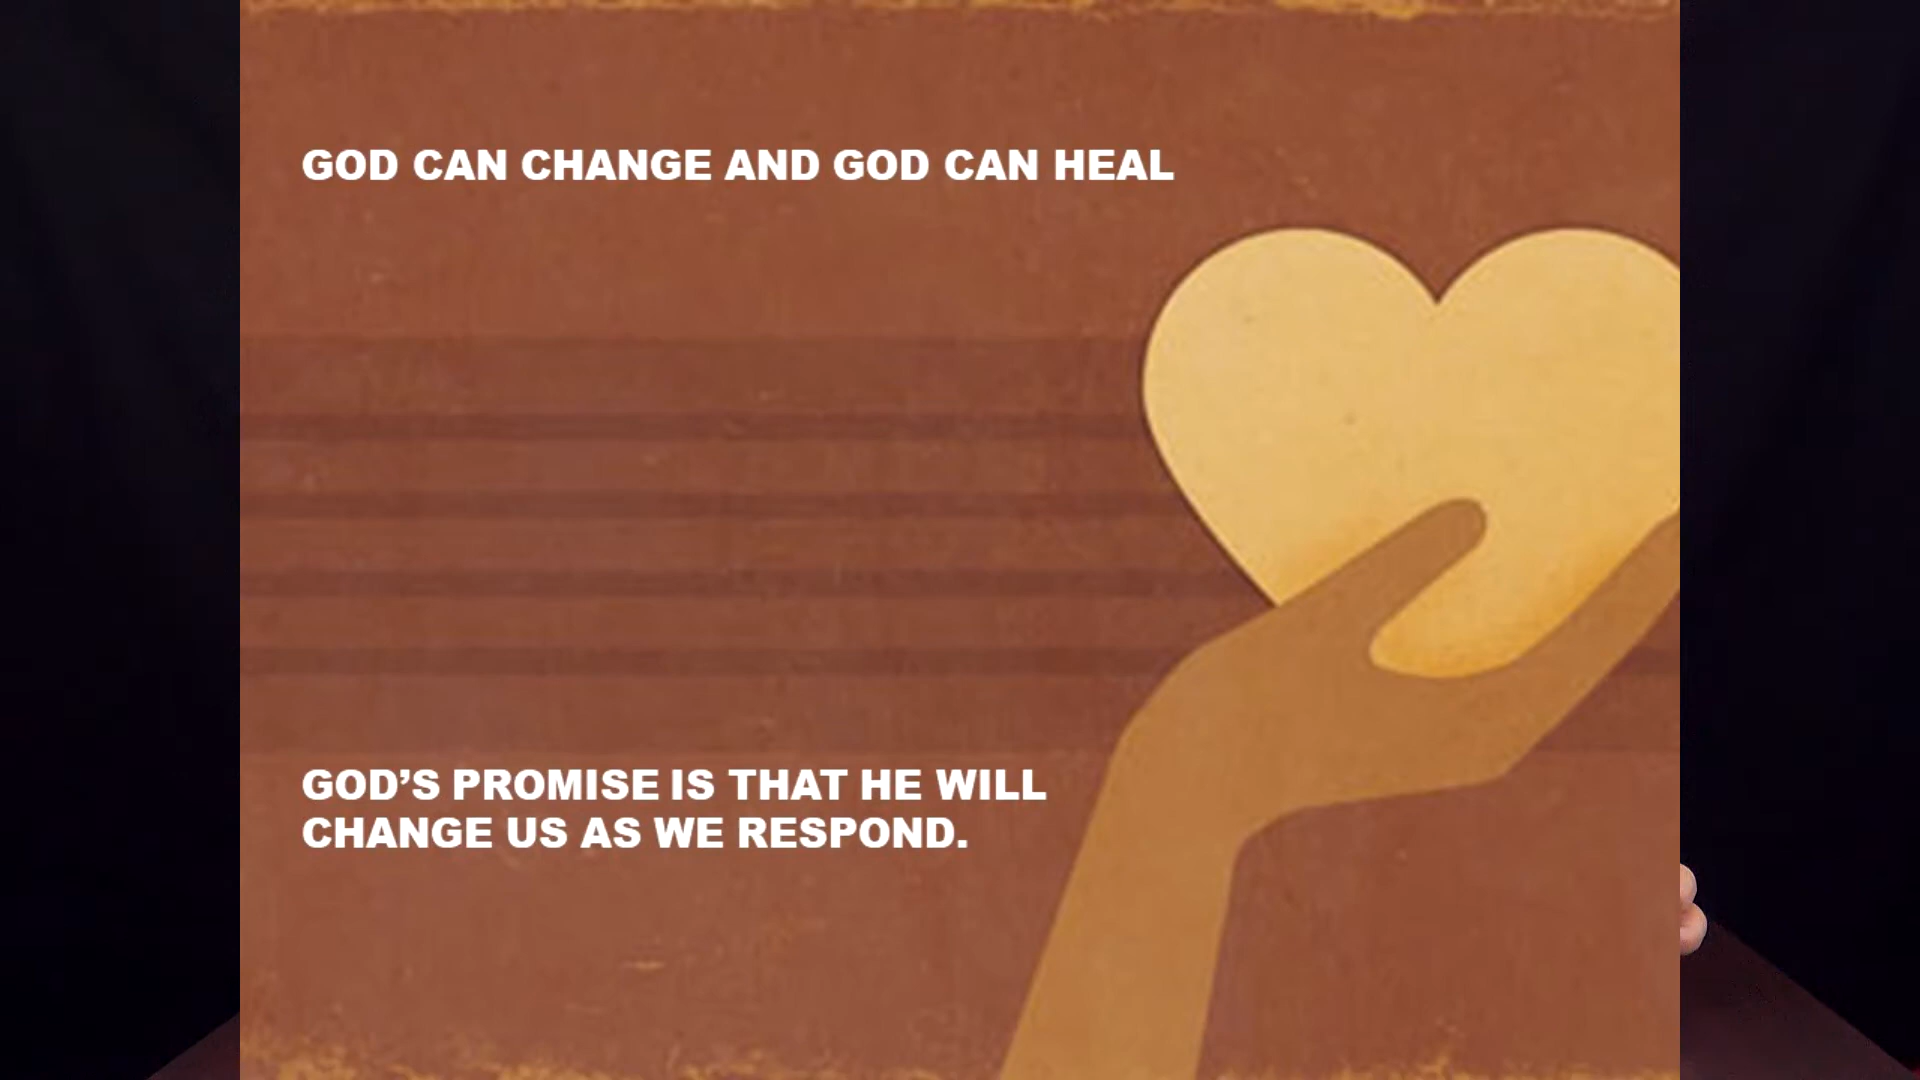 GOD CAN CHANGE AND GOD CAN HEAL
GOD’S PROMISE IS THAT HE WILL
CHANGE US AS WE RESPOND.